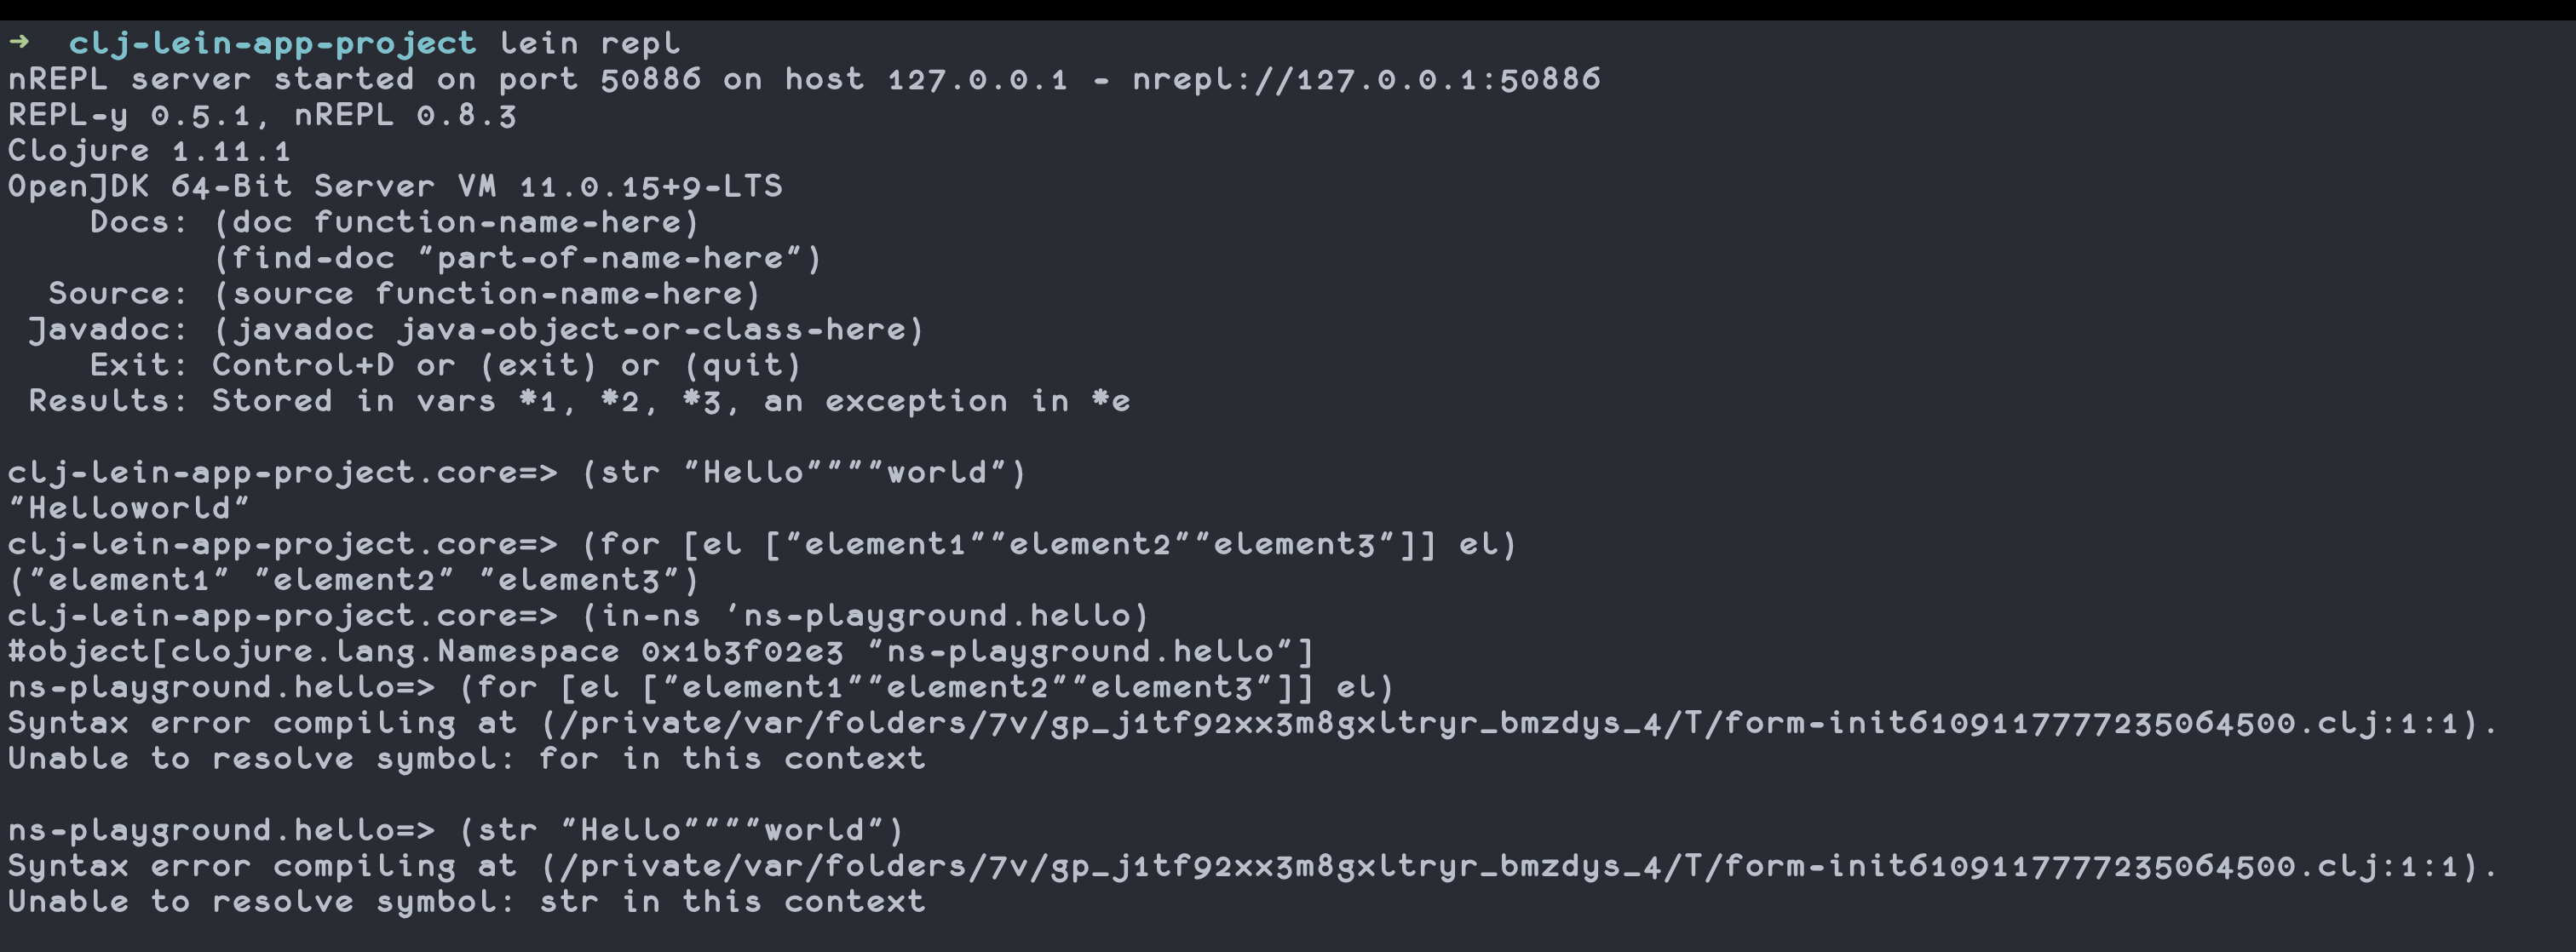 → clj-lein-app-project lein repl
nREPL server started on port 50886 on host 127.0.0.1 - nrepl://127.0.0.1:50886
REPL-y 0.5.1, nREPL 0.8.3
Clojure 1.11.1
OpenJDK 64-Bit Server VM 11.0.15+9-LTS
    Docs: (doc function-name-here)
          (find-doc "part-of-name-here")
  Source: (source function-name-here)
 Javadoc: (javadoc java-object-or-class-here)
    Exit: Control+D or (exit) or (quit)
 Results: Stored in vars *1, *2, *3, an exception in *e
clj-lein-app-project.core=> (str "Hello""""world")
"Helloworld"
clj-lein-app-project.core=> (for [el ["element1""element2""element3"]] el)
("element1" "element2" "element3")
clj-lein-app-project.core=> (in-ns 'ns-playground.hello)
#object[clojure.lang.Namespace 0x1b3f02e3 "ns-playground.hello"]
ns-playground.hello=> (for [el ["element1""element2""element3"]] el)
Syntax error compiling at (/private/var/folders/7v/gp_j1tf92xx3m8gxltryr_bmzdys_4/T/form-init6109117777235064500.clj:1:1).
Unable to resolve symbol: for in this context
ns-playground.hello=> (str "Hello""""world")
Syntax error compiling at (/private/var/folders/7v/gp_j1tf92xx3m8gxltryr_bmzdys_4/T/form-init6109117777235064500.clj:1:1).
Unable to resolve symbol: str in this context